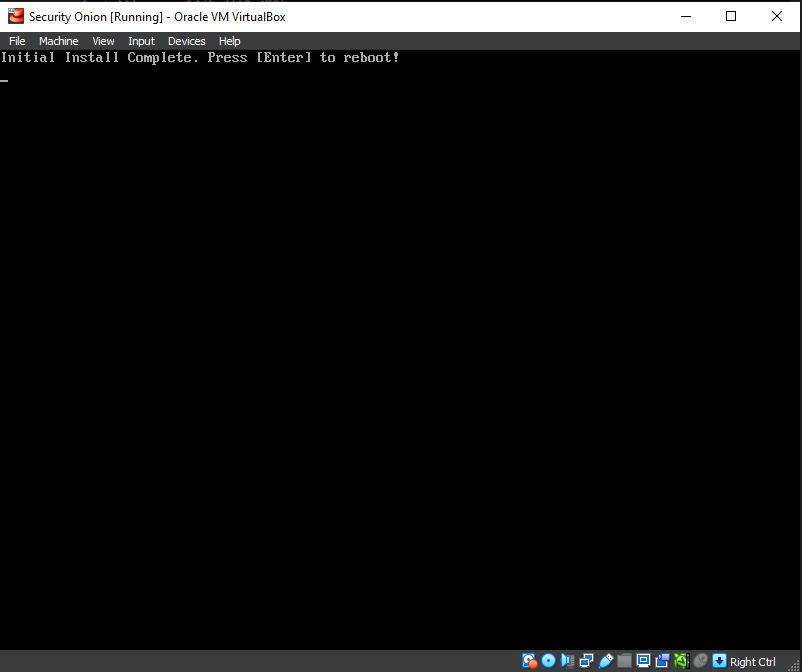 Security Onion [Running] - Oracle VM VirtualBox
File Machine View Input Devices Help
Initial Install Complete. Press [Enter] to reboot!
Right Ctrl